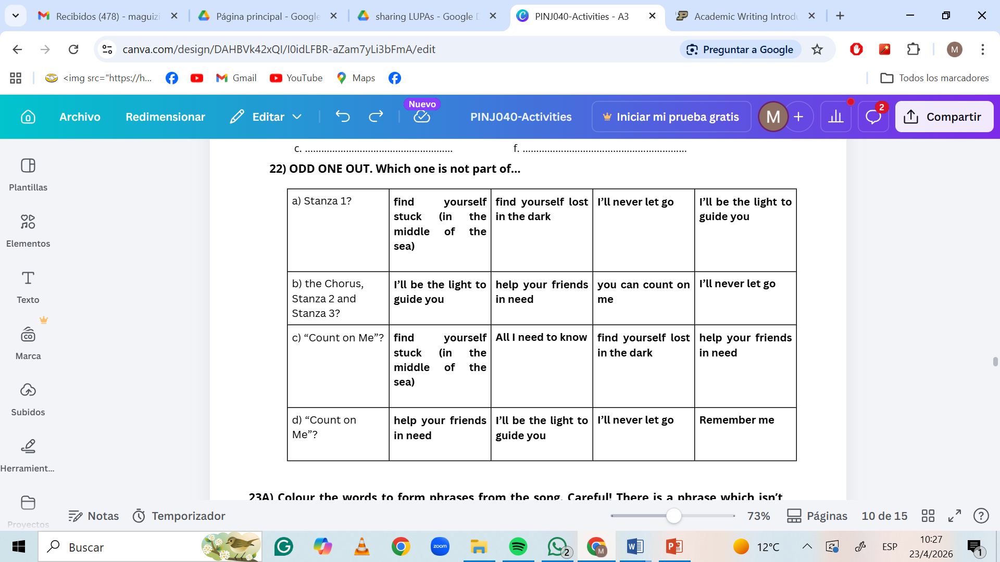 Recibidos (478) - maguizi
Página principal - Google
sharing LUPAs - Google D
PINJ040-Activities - A3
Academic Writing Introdu
canva.com/design/DAHBVk42xQI/I0idLFBR-aZam7yLi3bFmA/edit
Preguntar a Google
M
<img src="https://h...
Gmail
YouTube
Maps
Todos los marcadores
Archivo
Redimensionar
Editar
Nuevo
PINJ040-Activities
Iniciar mi prueba gratis
M
2
Compartir
Plantillas
Elementos
Texto
Marca
Subidos
Herramient...
Proyectos
c. ......................................................
f. ............................................................
22) ODD ONE OUT. Which one is not part of...
a) Stanza 1?
find yourself
stuck (in the
middle of the
sea)
find yourself lost
in the dark
I’ll never let go
I’ll be the light to
guide you
b) the Chorus,
Stanza 2 and
Stanza 3?
I’ll be the light to
guide you
help your friends
in need
you can count on
me
I’ll never let go
c) “Count on Me”?
find yourself
stuck (in the
middle of the
sea)
All I need to know
find yourself lost
in the dark
help your friends
in need
d) “Count on
Me”?
help your friends
in need
I’ll be the light to
guide you
I’ll never let go
Remember me
23A) Colour the words to form phrases from the song. Careful! There is a phrase which isn’t
Notas
Temporizador
73%
Páginas
10 de 15
Buscar
zoom
2
M
12°C
ESP
10:27
23/4/2026
1